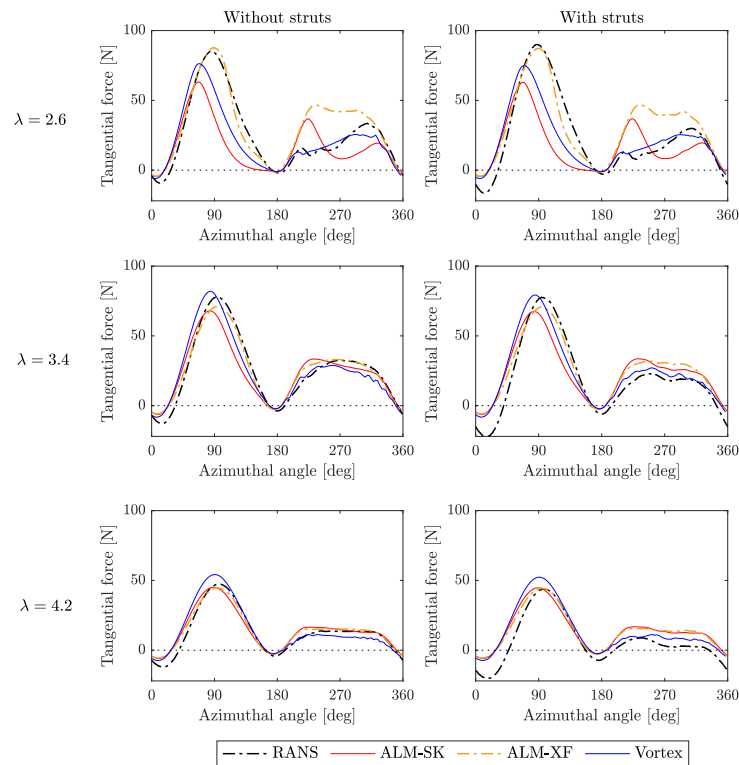 Without struts
With struts
λ = 2.6
Tangential force [N]
100
50
0
0 90 180 270 360
Azimuthal angle [deg]
Tangential force [N]
100
50
0
0 90 180 270 360
Azimuthal angle [deg]
λ = 3.4
Tangential force [N]
100
50
0
0 90 180 270 360
Azimuthal angle [deg]
Tangential force [N]
100
50
0
0 90 180 270 360
Azimuthal angle [deg]
λ = 4.2
Tangential force [N]
100
50
0
0 90 180 270 360
Azimuthal angle [deg]
Tangential force [N]
100
50
0
0 90 180 270 360
Azimuthal angle [deg]
RANS ALM-SK ALM-XF Vortex